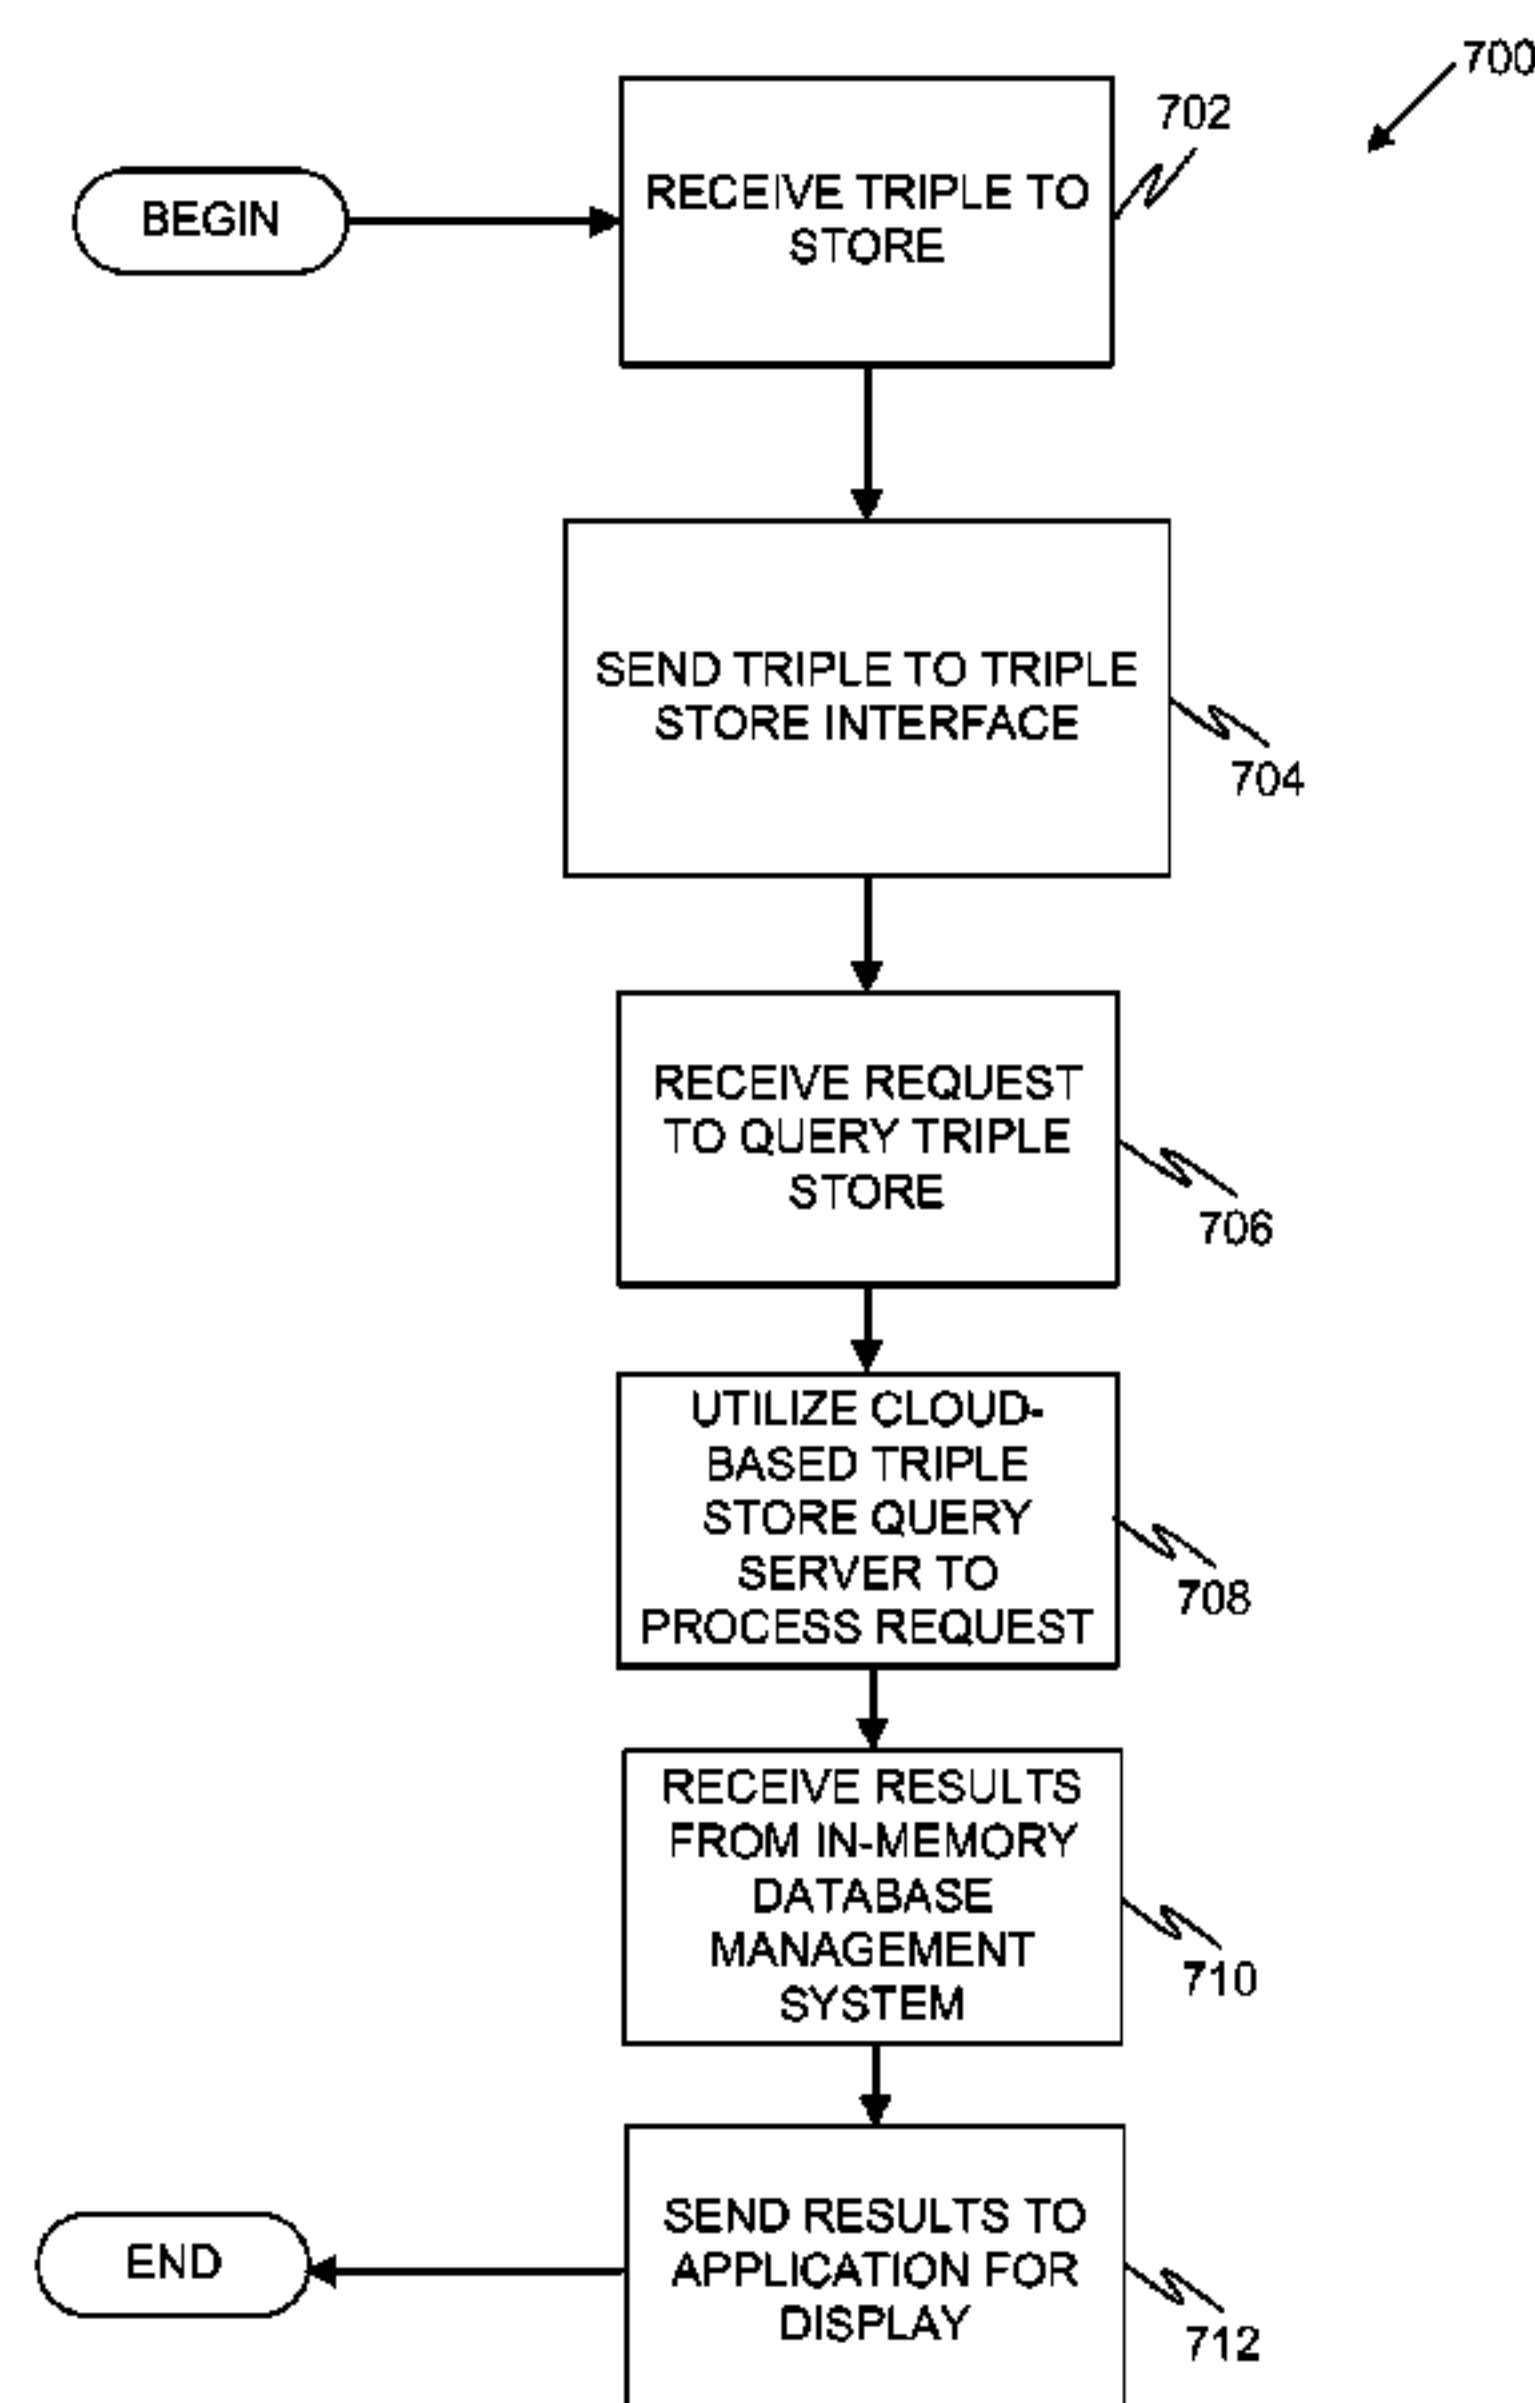 700
702
BEGIN
RECEIVE TRIPLE TO
STORE
SEND TRIPLE TO TRIPLE
STORE INTERFACE
704
RECEIVE REQUEST
TO QUERY TRIPLE
STORE
706
UTILIZE CLOUD-
BASED TRIPLE
STORE QUERY
SERVER TO
PROCESS REQUEST
708
RECEIVE RESULTS
FROM IN-MEMORY
DATABASE
MANAGEMENT
SYSTEM
710
SEND RESULTS TO
APPLICATION FOR
DISPLAY
712
END